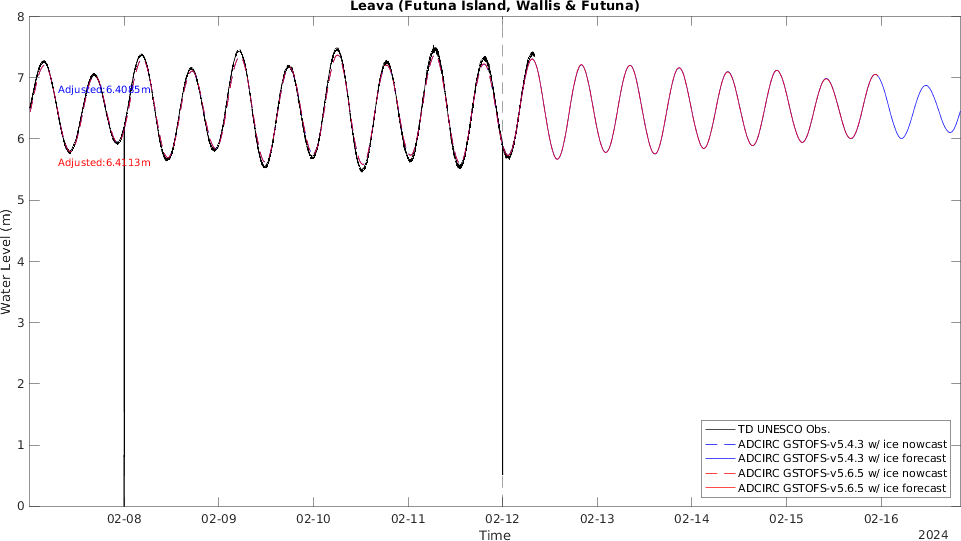 Leava (Futuna Island, Wallis & Futuna)
8
7
6
5
4
3
2
1
0
Water Level (m)
Adjusted:6.4085m
Adjusted:6.4113m
TD UNESCO Obs.
ADCIRC GSTOFS-v5.4.3 w/ ice nowcast
ADCIRC GSTOFS-v5.4.3 w/ ice forecast
ADCIRC GSTOFS-v5.6.5 w/ ice nowcast
ADCIRC GSTOFS-v5.6.5 w/ ice forecast
02-08 02-09 02-10 02-11 02-12 02-13 02-14 02-15 02-16
Time
2024